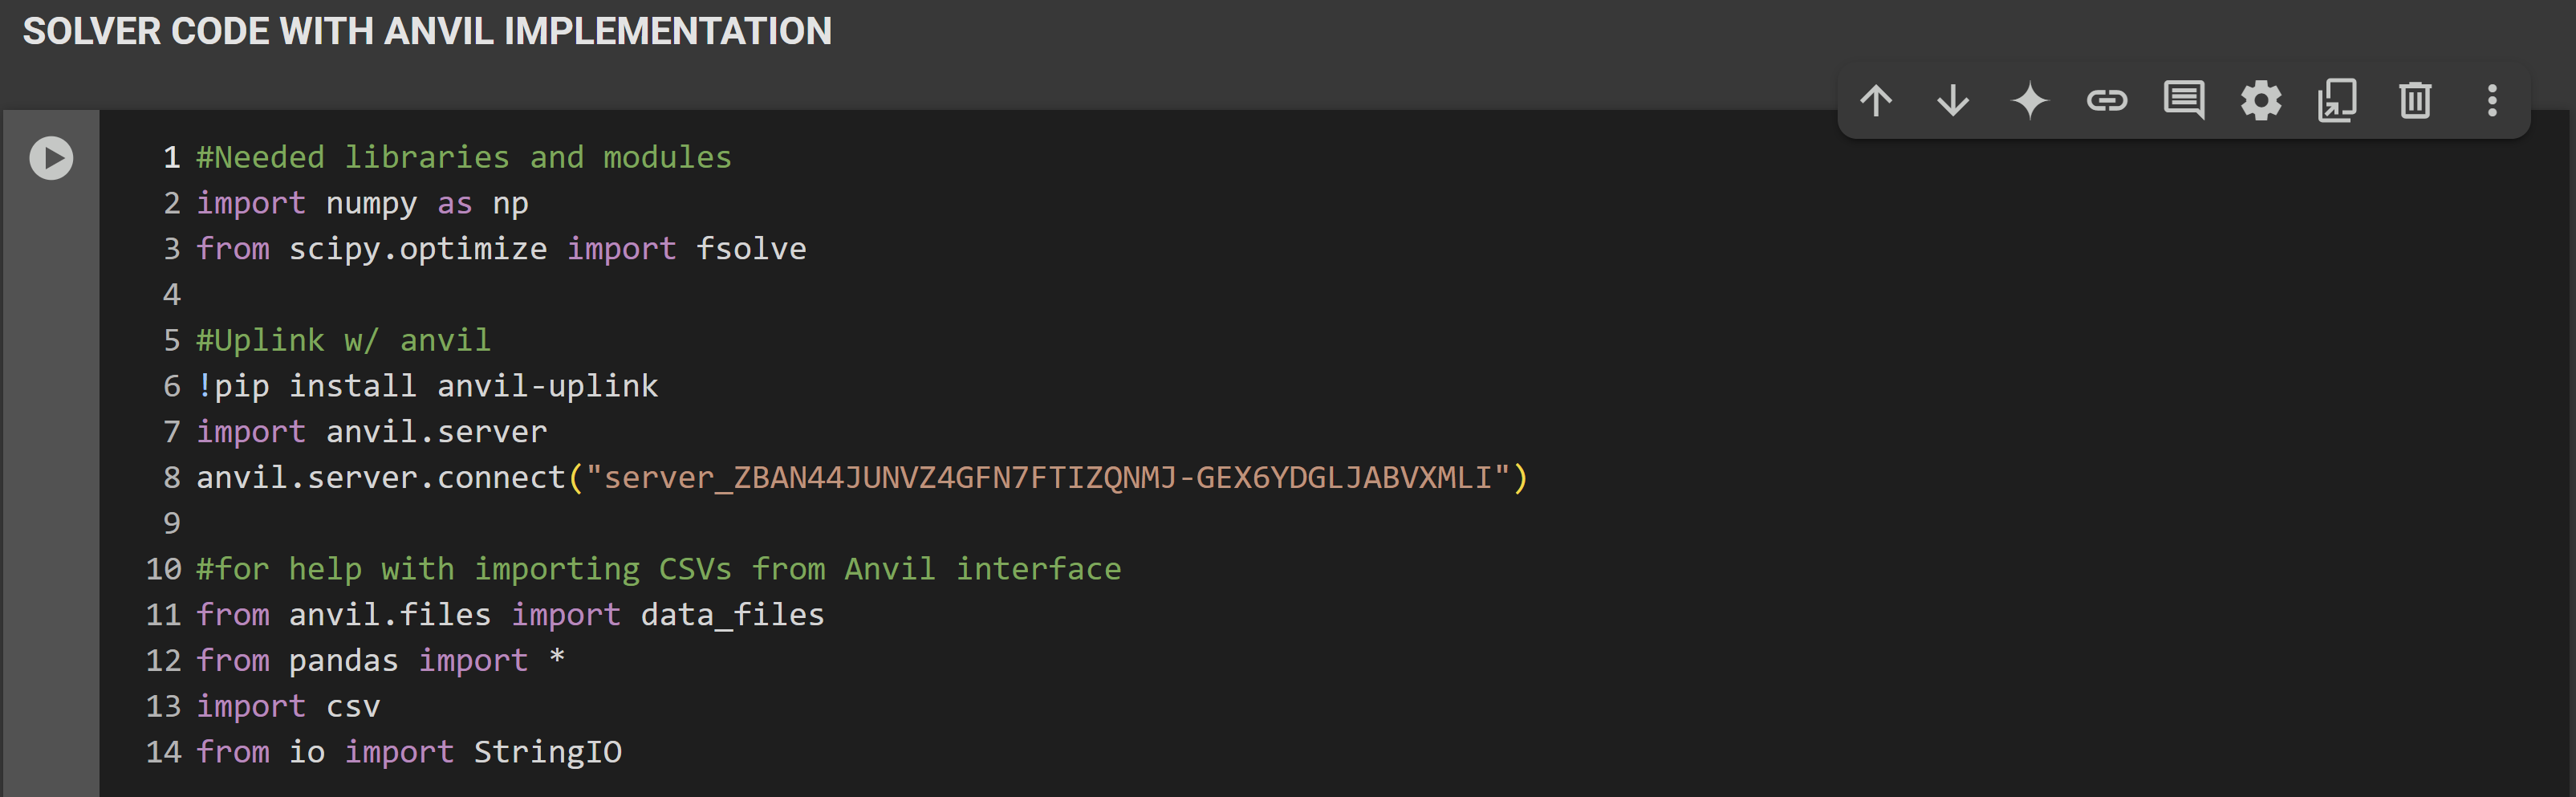 SOLVER CODE WITH ANVIL IMPLEMENTATION
1 #Needed libraries and modules
2 import numpy as np
3 from scipy.optimize import fsolve
4
5 #Uplink w/ anvil
6 !pip install anvil-uplink
7 import anvil.server
8 anvil.server.connect("server_ZBAN44JUNVZ4GFN7FTIZQNMJ-GEX6YDGLJABVXMLI")
9
10 #for help with importing CSVs from Anvil interface
11 from anvil.files import data_files
12 from pandas import *
13 import csv
14 from io import StringIO